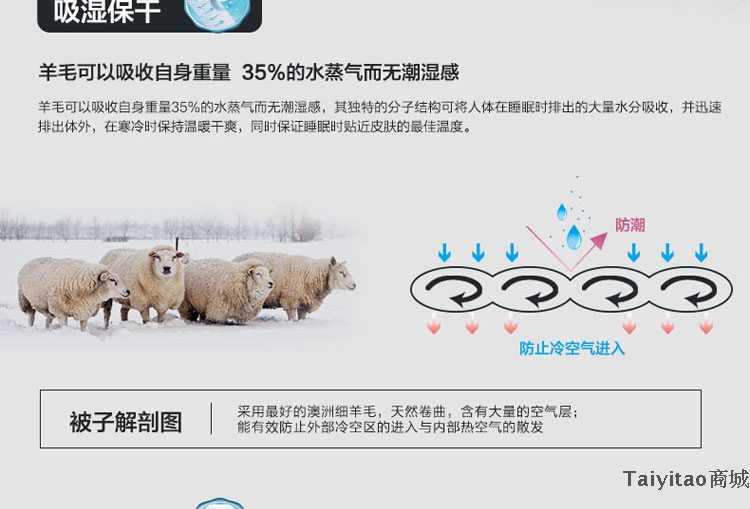 吸湿保干
羊毛可以吸收自身重量 35%的水蒸气而无潮湿感
羊毛可以吸收自身重量35%的水蒸气而无潮湿感，其独特的分子结构可将人体在睡眠时排出的大量水分吸收，并迅速
排出体外，在寒冷时保持温暖干爽，同时保证睡眠时贴近皮肤的最佳温度。
防潮
防止冷空气进入
被子解剖图
采用最好的澳洲细羊毛，天然卷曲，含有大量的空气层；
能有效防止外部冷空区的进入与内部热空气的散发
Taiyitao商城